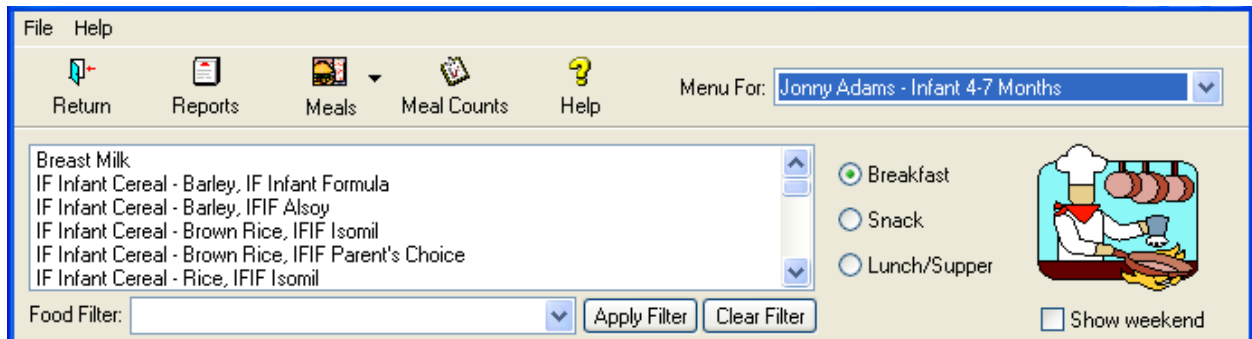 File Help
Return Reports Meals Meal Counts Help Menu For: Jonny Adams - Infant 4-7 Months
Breast Milk
IF Infant Cereal - Barley, IF Infant Formula
IF Infant Cereal - Barley, IFIF Alsoy
IF Infant Cereal - Brown Rice, IFIF Isomil
IF Infant Cereal - Brown Rice, IFIF Parent's Choice
IF Infant Cereal - Rice, IFIF Isomil
Breakfast
Snack
Lunch/Supper
Food Filter: Apply Filter Clear Filter
Show weekend